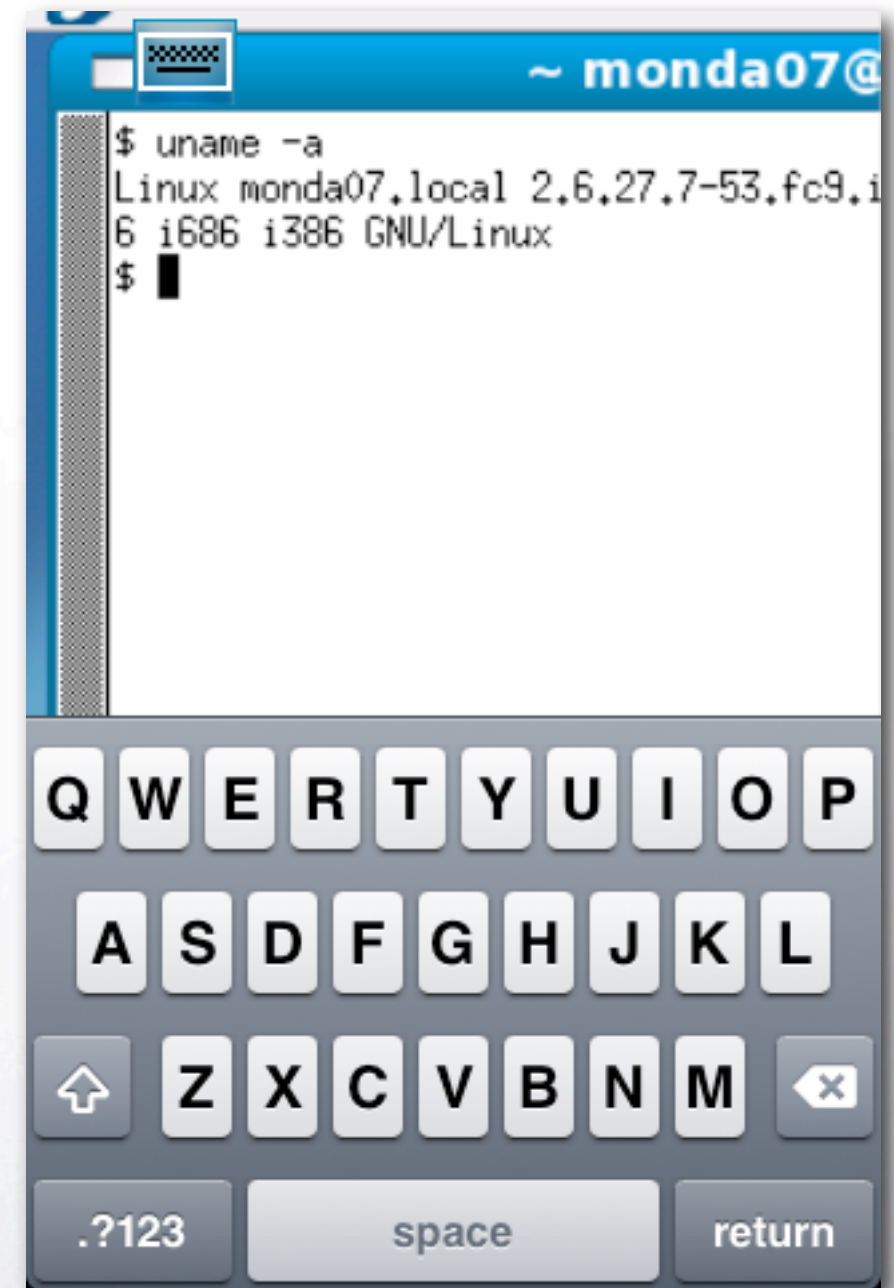 ~ monda07@
$ uname -a
Linux monda07.local 2.6.27.7-53.fc9.i
6 i686 i386 GNU/Linux
$
Q W E R T Y U I O P
A S D F G H J K L
Z X C V B N M
.?123 space return